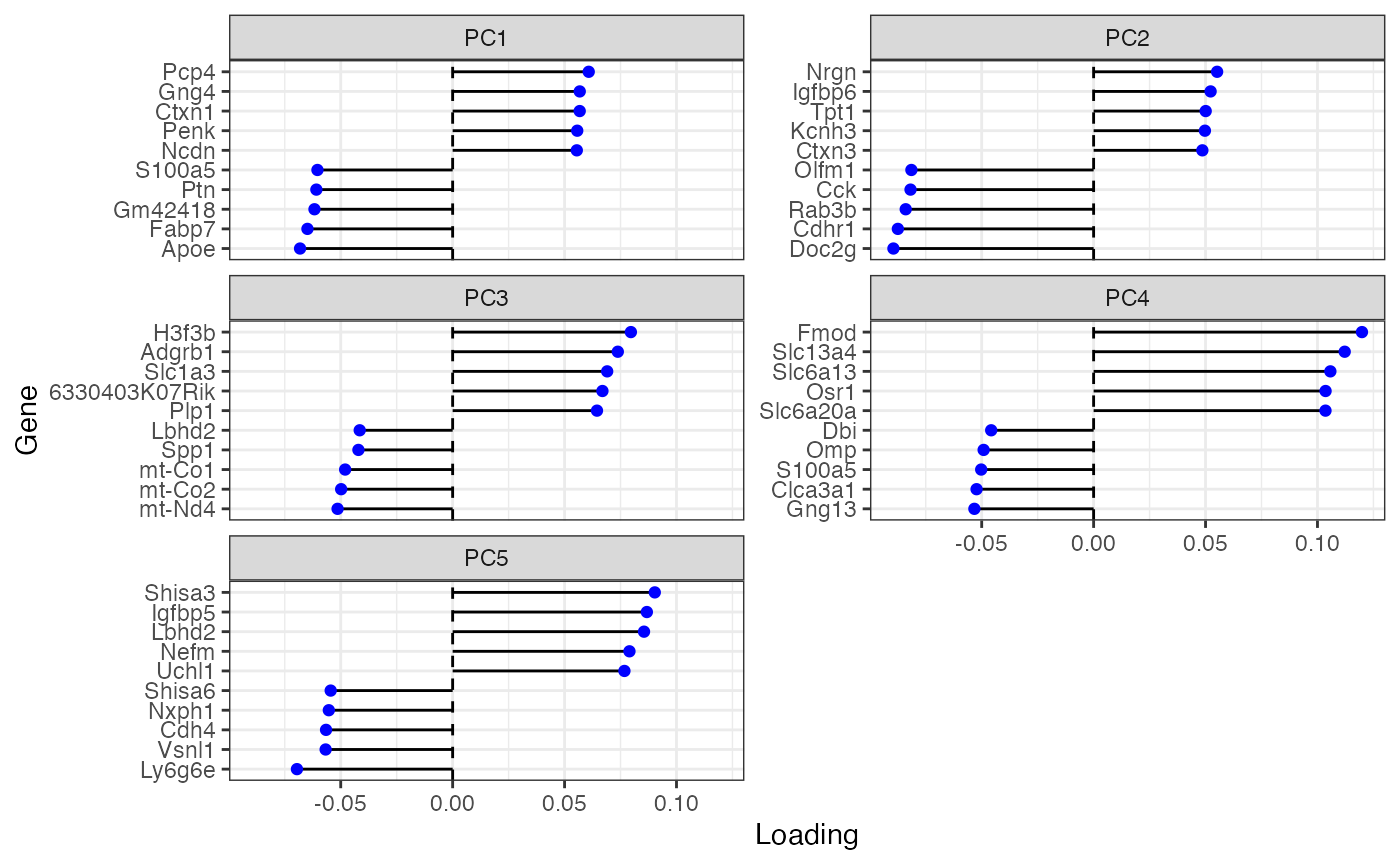 PC1
Pcp4
Gng4
Ctxn1
Penk
Ncdn
S100a5
Ptn
Gm42418
Fabp7
Apoe
PC2
Nrgn
Igfbp6
Tpt1
Kcnh3
Ctxn3
Olfm1
Cck
Rab3b
Cdhr1
Doc2g
PC3
H3f3b
Adgrb1
Slc1a3
6330403K07Rik
Plp1
Lbhd2
Spp1
mt-Co1
mt-Co2
mt-Nd4
PC4
Fmod
Slc13a4
Slc6a13
Osr1
Slc6a20a
Dbi
Omp
S100a5
Clca3a1
Gng13
-0.05 0.00 0.05 0.10
PC5
Shisa3
Igfbp5
Lbhd2
Nefm
Uchl1
Shisa6
Nxph1
Cdh4
Vsnl1
Ly6g6e
-0.05 0.00 0.05 0.10
Gene
Loading